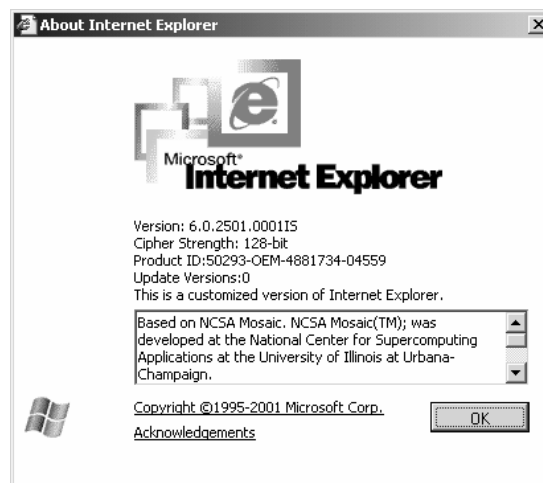 About Internet Explorer
Microsoft®
Internet Explorer
Version: 6.0.2501.0001IS
Cipher Strength: 128-bit
Product ID:50293-OEM-4881734-04559
Update Versions:0
This is a customized version of Internet Explorer.
Based on NCSA Mosaic. NCSA Mosaic(TM); was
developed at the National Center for Supercomputing
Applications at the University of Illinois at Urbana-
Champaign.
Copyright ©1995-2001 Microsoft Corp.
OK
Acknowledgements